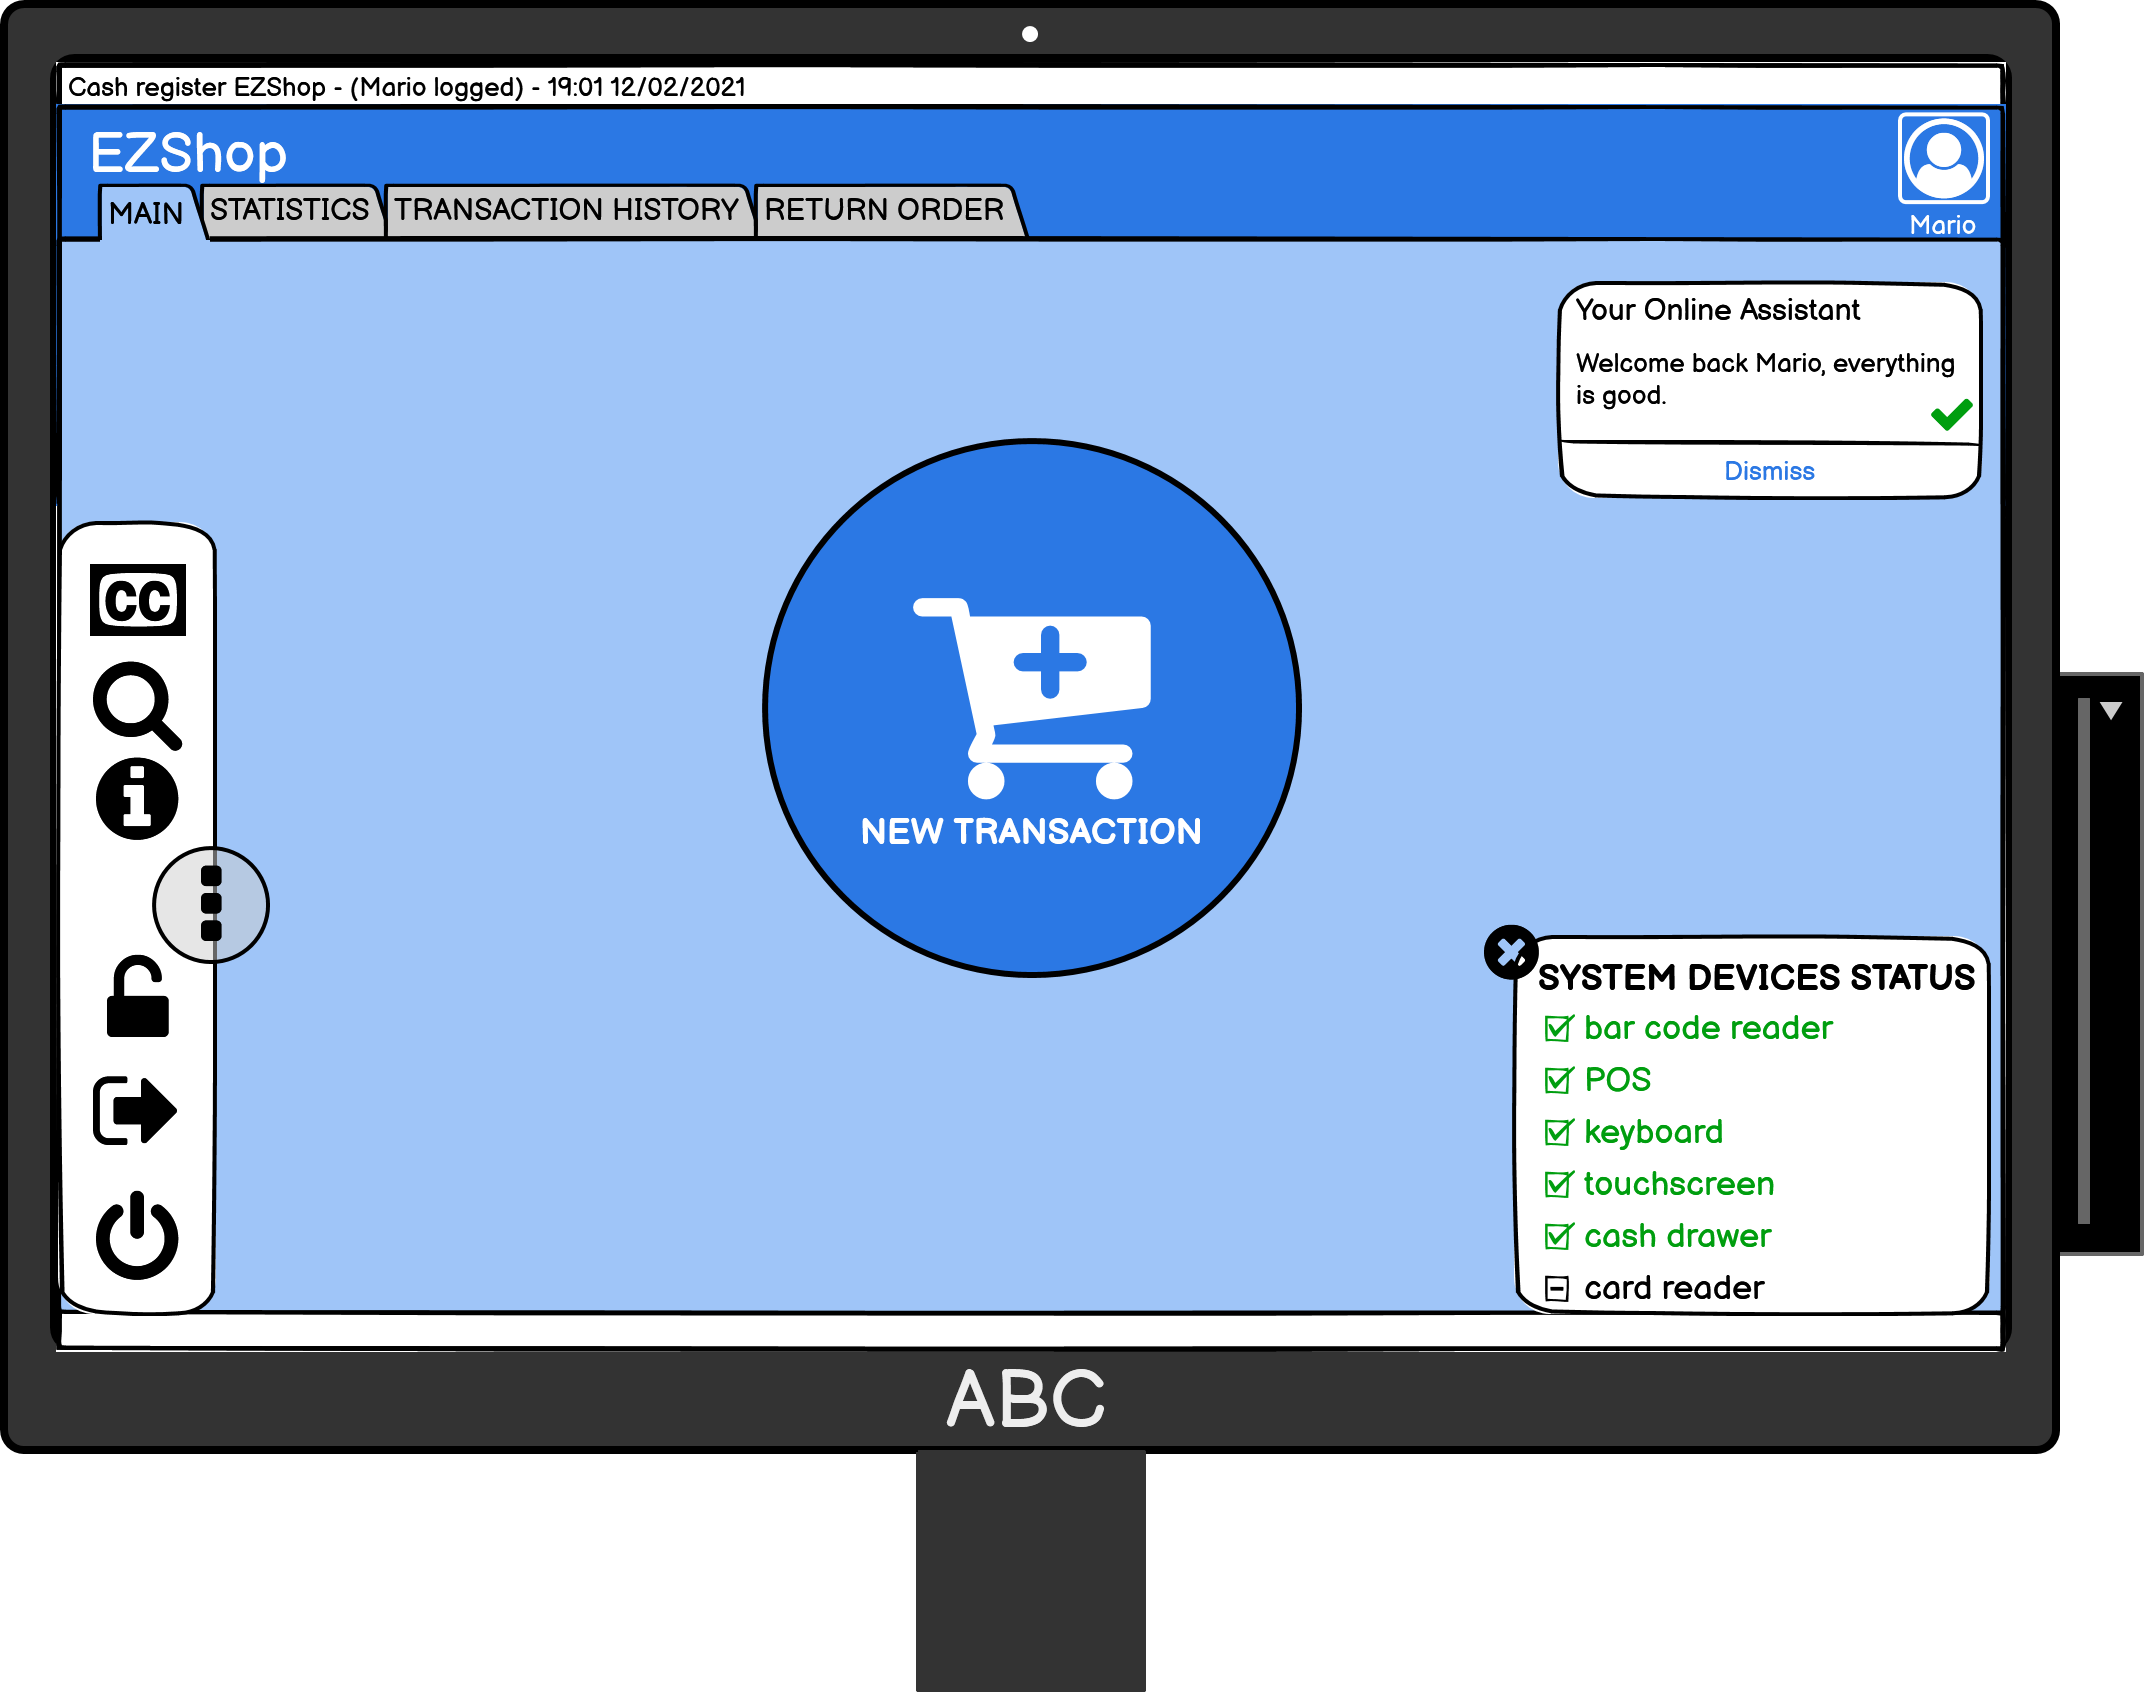 Cash register EZShop - (Mario logged) - 19:01 12/02/2021
EZShop
Mario
MAIN
STATISTICS
TRANSACTION HISTORY
RETURN ORDER
Your Online Assistant
Welcome back Mario, everything
is good.
Dismiss
CC
NEW TRANSACTION
SYSTEM DEVICES STATUS
bar code reader
POS
keyboard
touchscreen
cash drawer
card reader
ABC